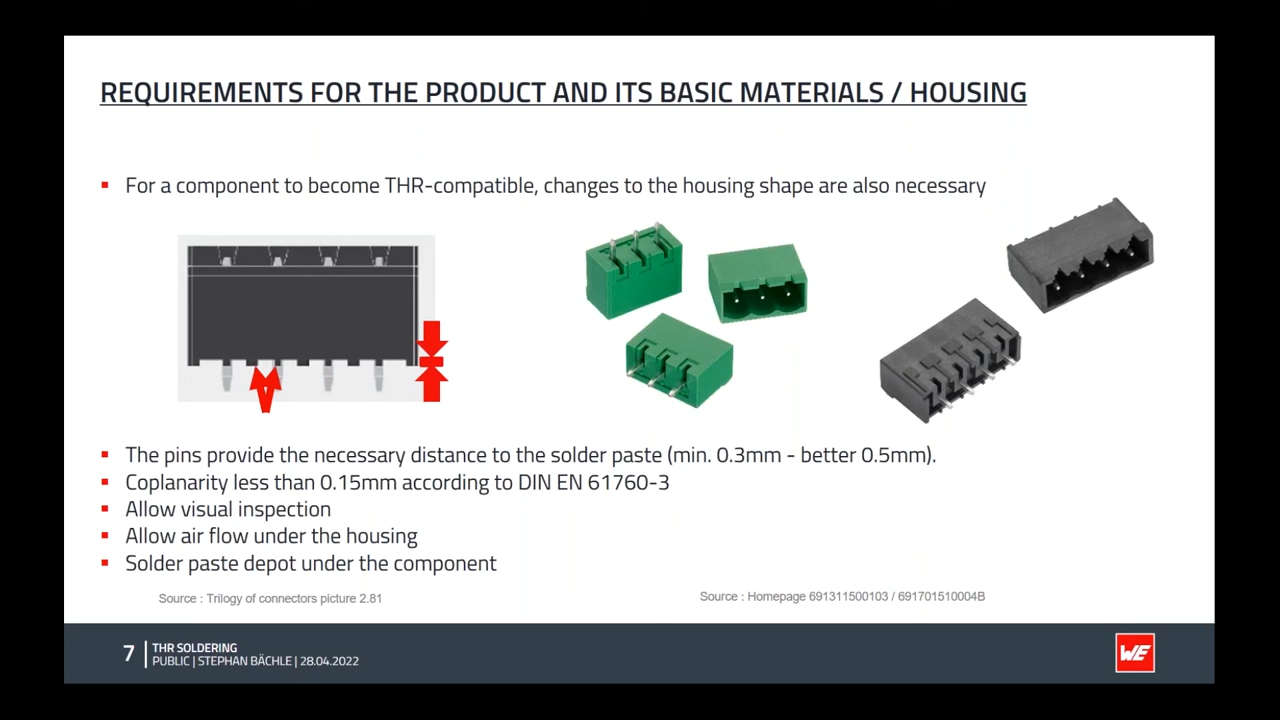 REQUIREMENTS FOR THE PRODUCT AND ITS BASIC MATERIALS / HOUSING
For a component to become THR-compatible, changes to the housing shape are also necessary
The pins provide the necessary distance to the solder paste (min. 0.3mm - better 0.5mm).
Coplanarity less than 0.15mm according to DIN EN 61760-3
Allow visual inspection
Allow air flow under the housing
Solder paste depot under the component
Source : Trilogy of connectors picture 2.81
Source : Homepage 691311500103 / 691701510004B
7
THR SOLDERING
PUBLIC | STEPHAN BÄCHLE | 28.04.2022
WE